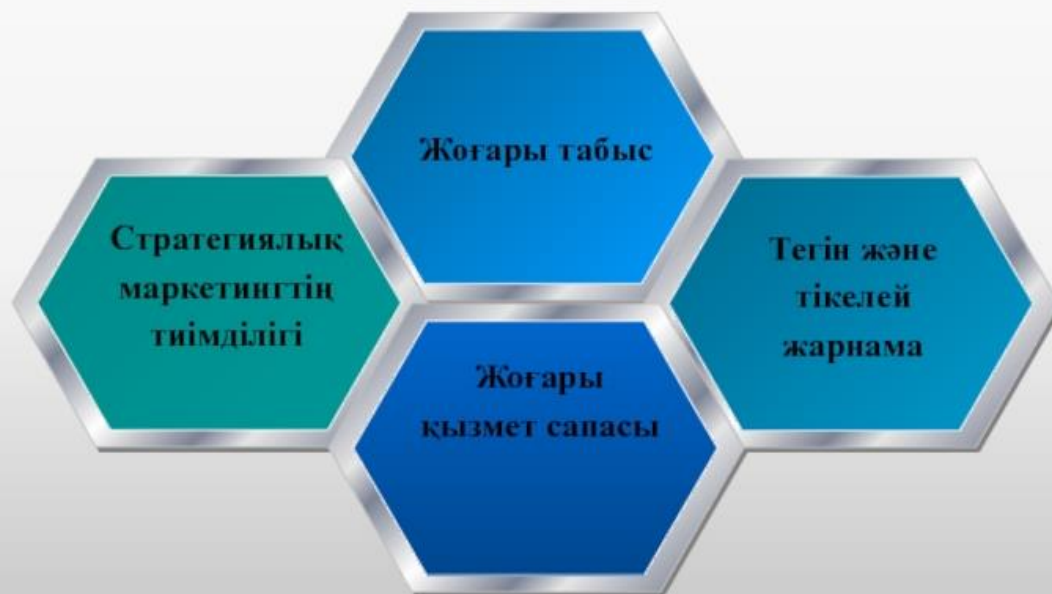 Жоғары табыс
Стратегиялық
маркетингтің
тиімділігі
Тегін және
тікелей
жарнама
Жоғары
қызмет сапасы